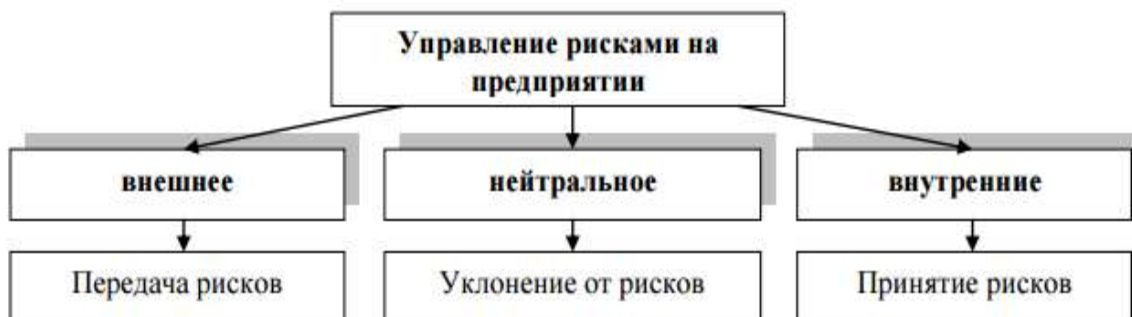 Управление рисками на
предприятии
внешнее
нейтральное
внутренние
Передача рисков
Уклонение от рисков
Принятие рисков